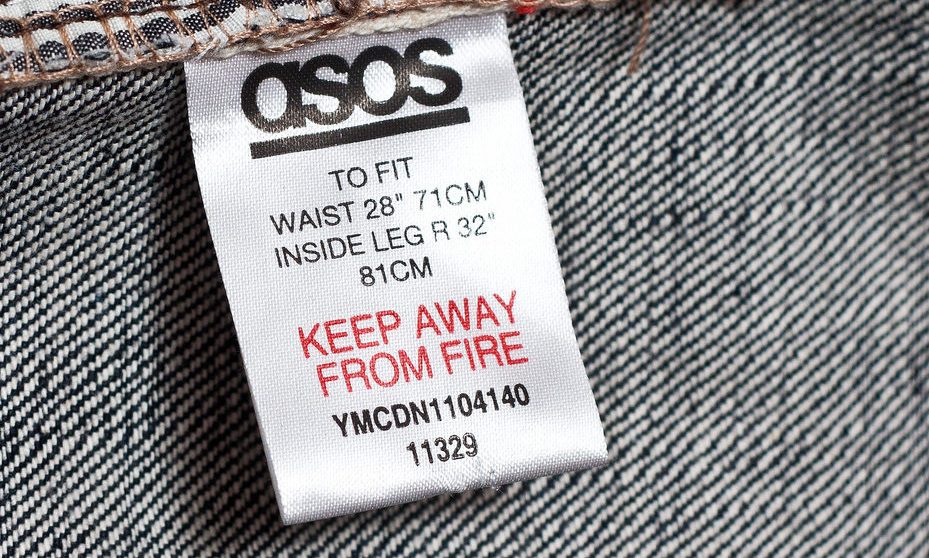 asos
TO FIT
WAIST 28" 71CM
INSIDE LEG R 32"
81CM
KEEP AWAY
FROM FIRE
YMCDN1104140
11329